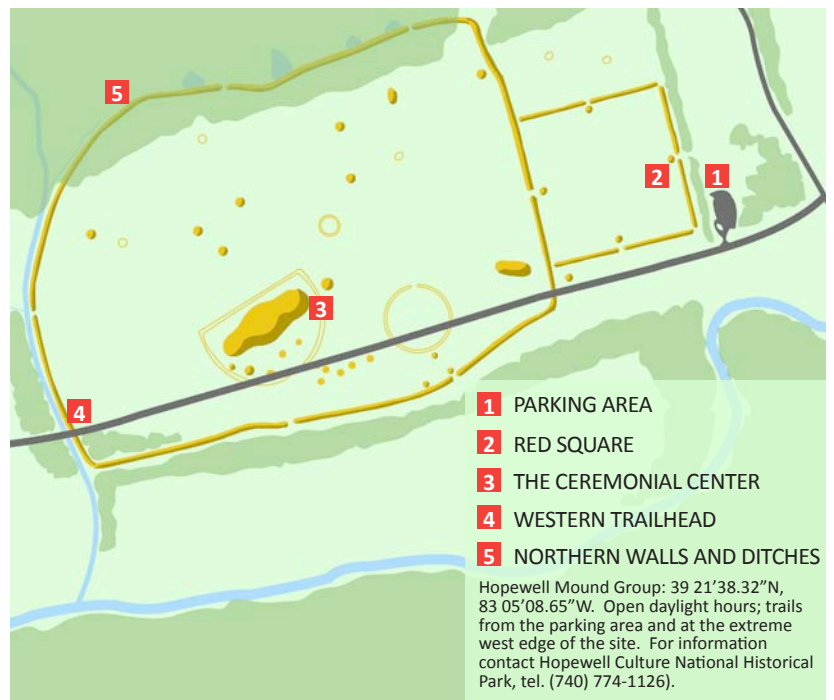 5
1
2
3
4
1 PARKING AREA
2 RED SQUARE
3 THE CEREMONIAL CENTER
4 WESTERN TRAILHEAD
5 NORTHERN WALLS AND DITCHES
Hopewell Mound Group: 39 21'38.32”N,
83 05’08.65”W. Open daylight hours; trails
from the parking area and at the extreme
west edge of the site. For information
contact Hopewell Culture National Historical
Park, tel. (740) 774-1126).